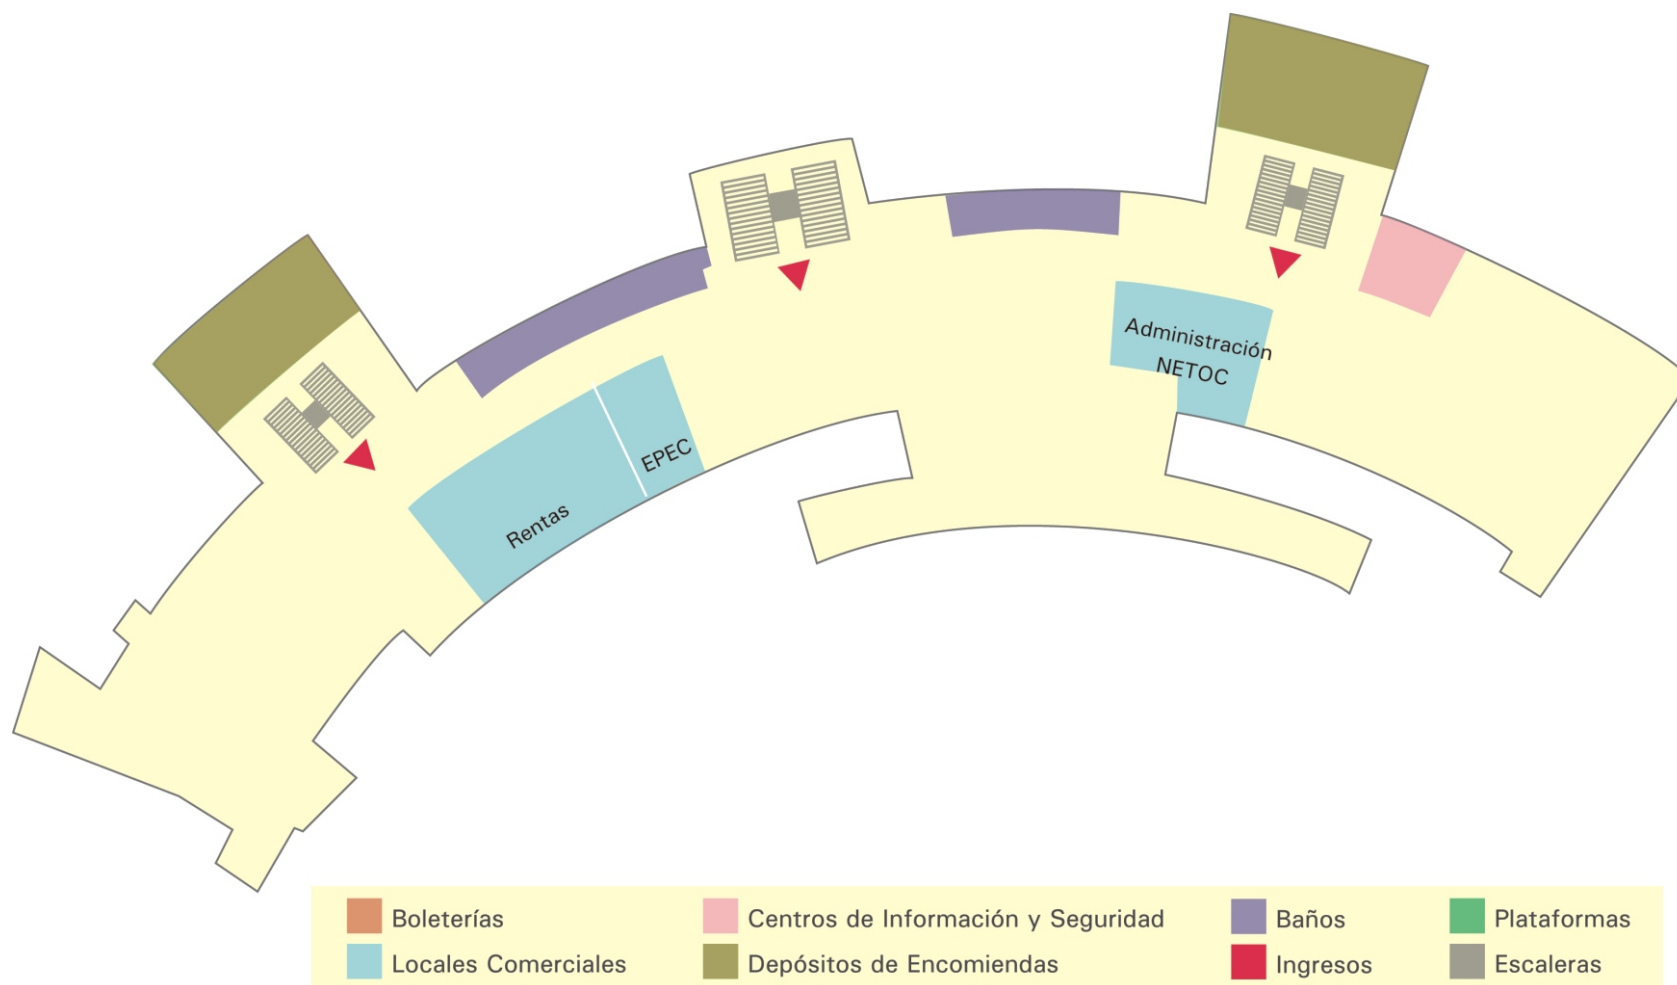 Administración
NETOC
EPEC
Rentas
Boleterías
Centros de Información y Seguridad
Baños
Plataformas
Locales Comerciales
Depósitos de Encomiendas
Ingresos
Escaleras